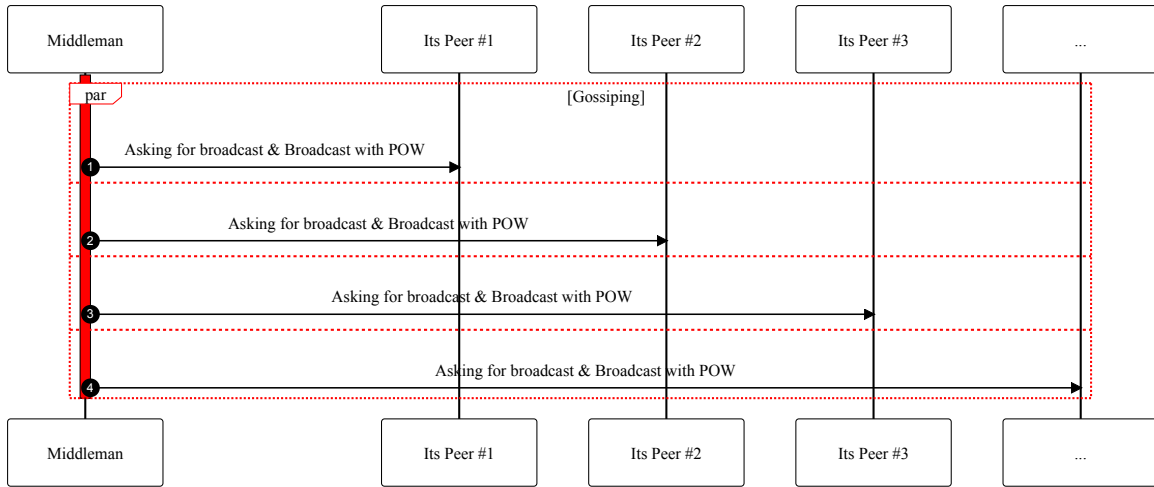 Middleman
Its Peer #1
Its Peer #2
Its Peer #3
...
par
[Gossiping]
Asking for broadcast & Broadcast with POW
1
Asking for broadcast & Broadcast with POW
2
Asking for broadcast & Broadcast with POW
3
Asking for broadcast & Broadcast with POW
4
Middleman
Its Peer #1
Its Peer #2
Its Peer #3
...